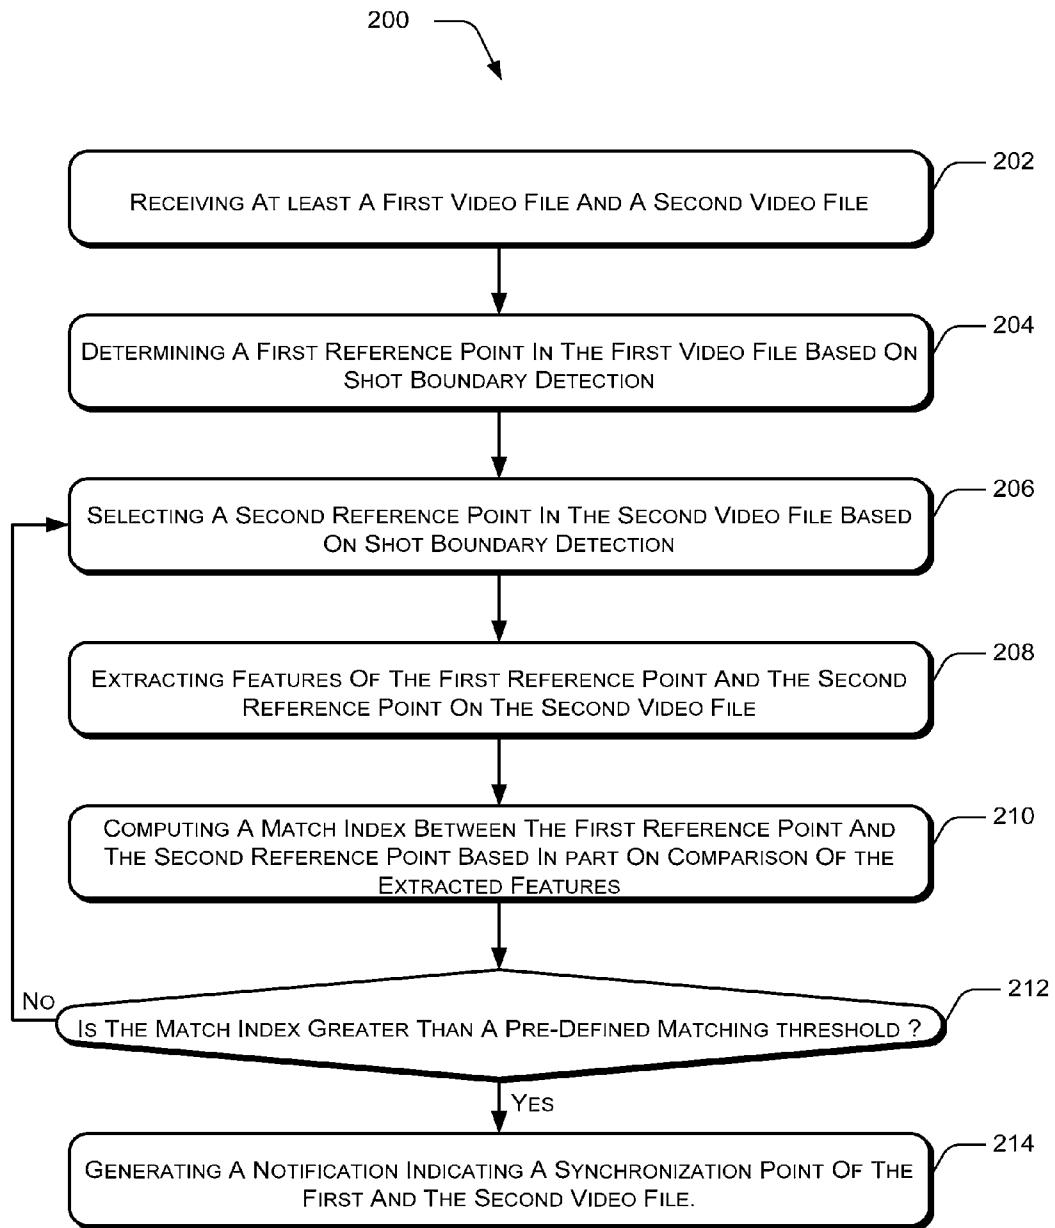 200
RECEIVING AT LEAST A FIRST VIDEO FILE AND A SECOND VIDEO FILE
202
DETERMINING A FIRST REFERENCE POINT IN THE FIRST VIDEO FILE BASED ON
SHOT BOUNDARY DETECTION
204
SELECTING A SECOND REFERENCE POINT IN THE SECOND VIDEO FILE BASED
ON SHOT BOUNDARY DETECTION
206
EXTRACTING FEATURES OF THE FIRST REFERENCE POINT AND THE SECOND
REFERENCE POINT ON THE SECOND VIDEO FILE
208
COMPUTING A MATCH INDEX BETWEEN THE FIRST REFERENCE POINT AND
THE SECOND REFERENCE POINT BASED IN PART ON COMPARISON OF THE
EXTRACTED FEATURES
210
NO
IS THE MATCH INDEX GREATER THAN A PRE-DEFINED MATCHING THRESHOLD ?
212
YES
GENERATING A NOTIFICATION INDICATING A SYNCHRONIZATION POINT OF THE
FIRST AND THE SECOND VIDEO FILE.
214